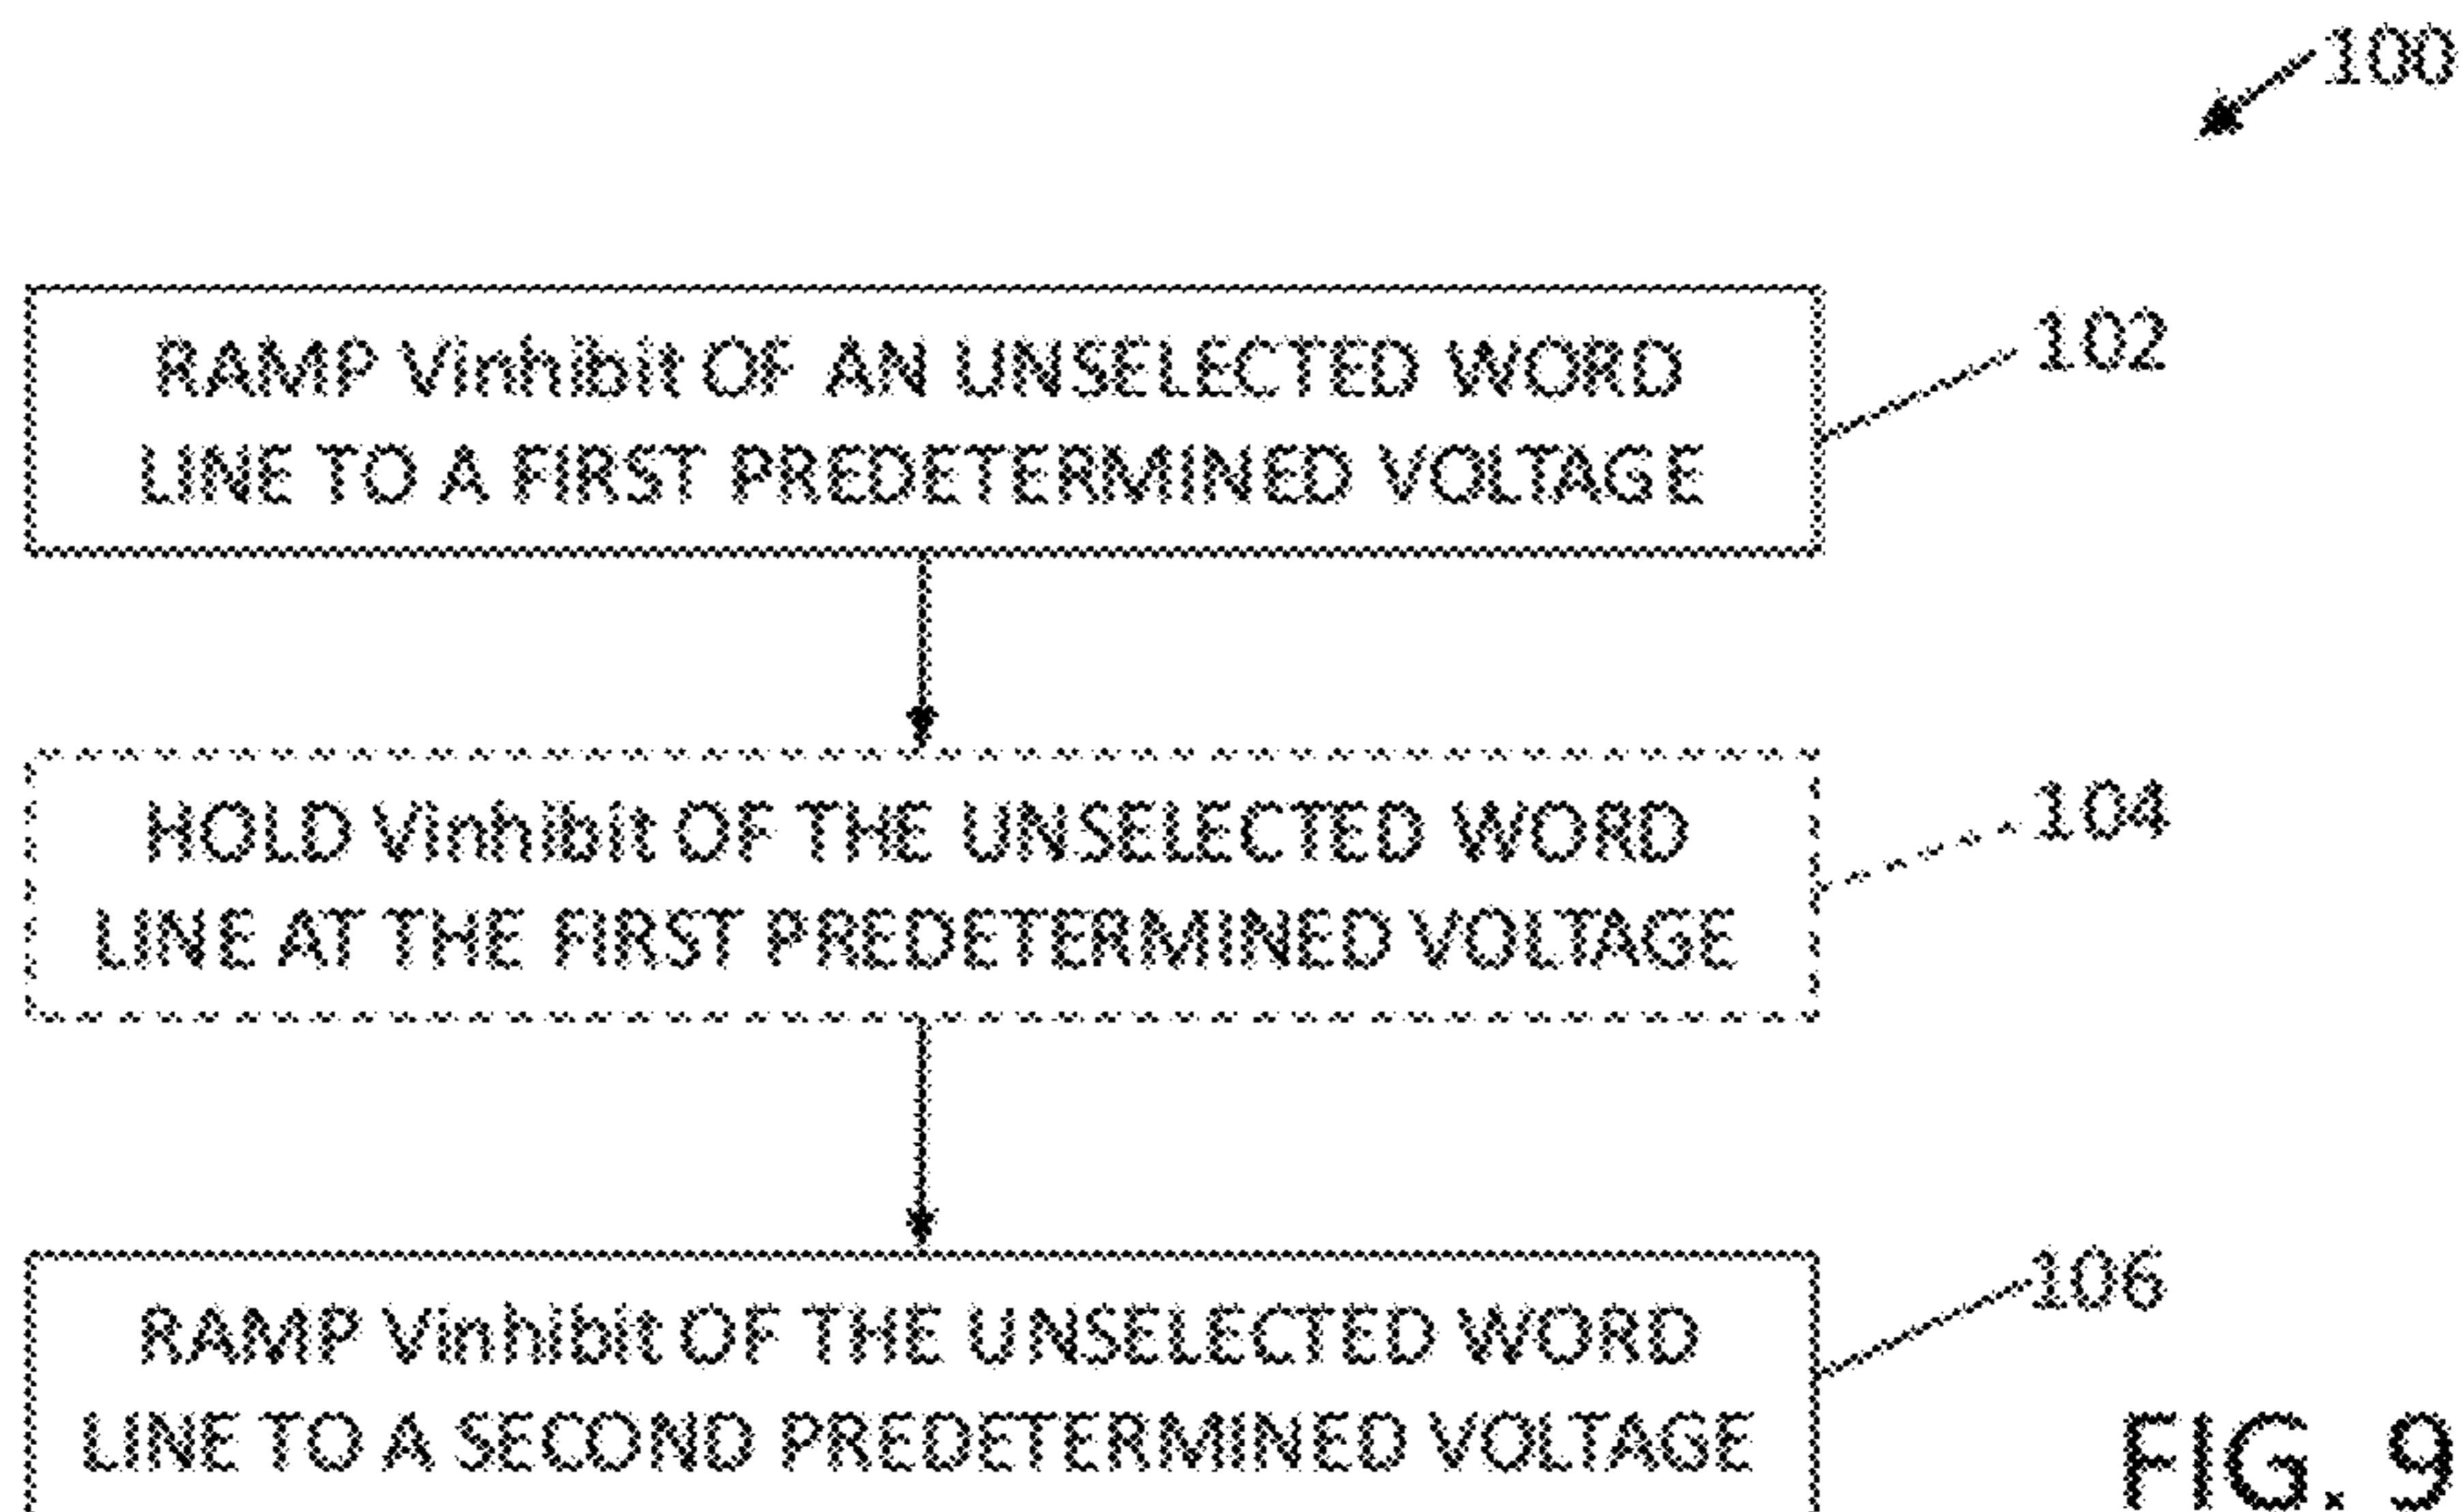 100
RAMP Vinhibit OF AN UNSELECTED WORD
LINE TO A FIRST PREDETERMINED VOLTAGE
102
HOLD Vinhibit OF THE UNSELECTED WORD
LINE AT THE FIRST PREDETERMINED VOLTAGE
104
RAMP Vinhibit OF THE UNSELECTED WORD
LINE TO A SECOND PREDETERMINED VOLTAGE
106
FIG. 9